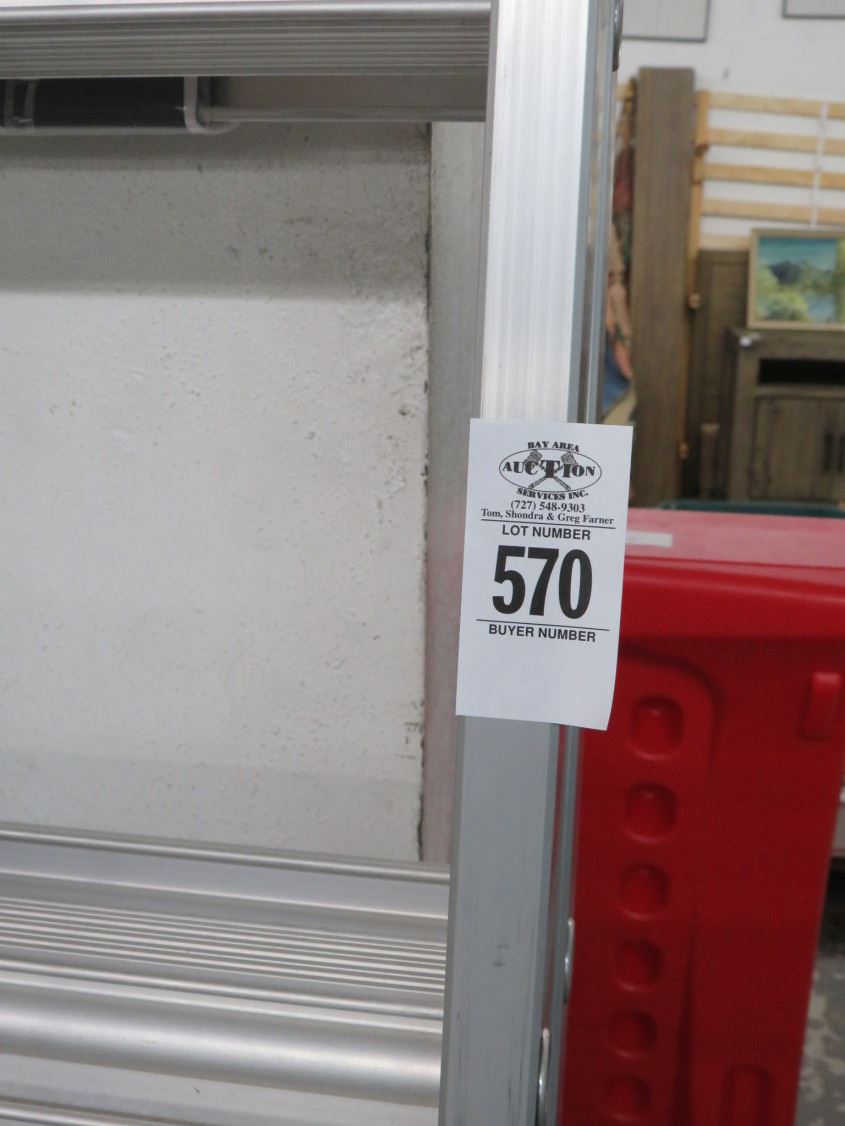 BAY AREA
AUCTION
SERVICES INC.
(727) 548-9303
Tom, Shondra & Greg Farner
LOT NUMBER
570
BUYER NUMBER